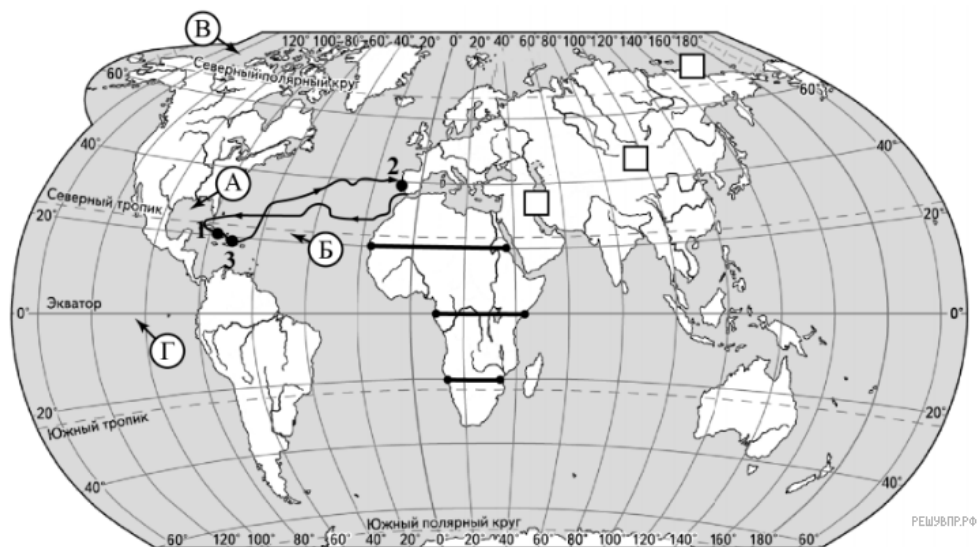 В
120° 100° 80° 60° 40° 20° 0° 20° 40° 60° 80° 100° 120° 140° 160° 180°
60° Северный полярный круг 60°
40° 40°
2
А
Северный тропик
20° 20°
1
3
Б
Экватор
0° 0°
Г
20° 20°
Южный тропик
40° 40°
Южный полярный круг
60° 120° 100° 80° 60° 40° 20° 0° 20° 40° 60° 80° 100° 120° 140° 160° 180° 60°
РЕШУВПР.РФ